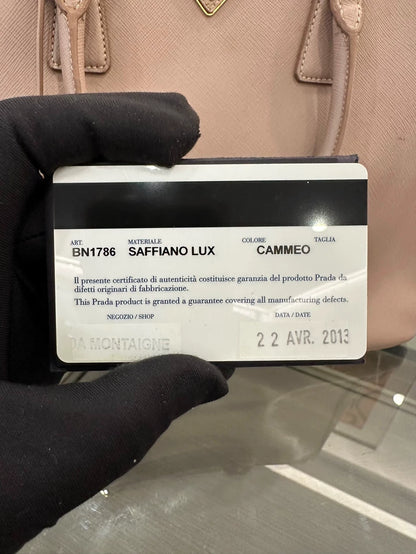 ART. MATERIALE COLORE TAGLIA
BN1786 SAFFIANO LUX CAMMEO
Il presente certificato di autenticità costituisce garanzia del prodotto Prada da
difetti originari di fabbricazione.
This Prada product is granted a guarantee covering all manufacturing defects.
NEGOZIO / SHOP DATA / DATE
DA MONTAIGNE 22 AVR. 2013